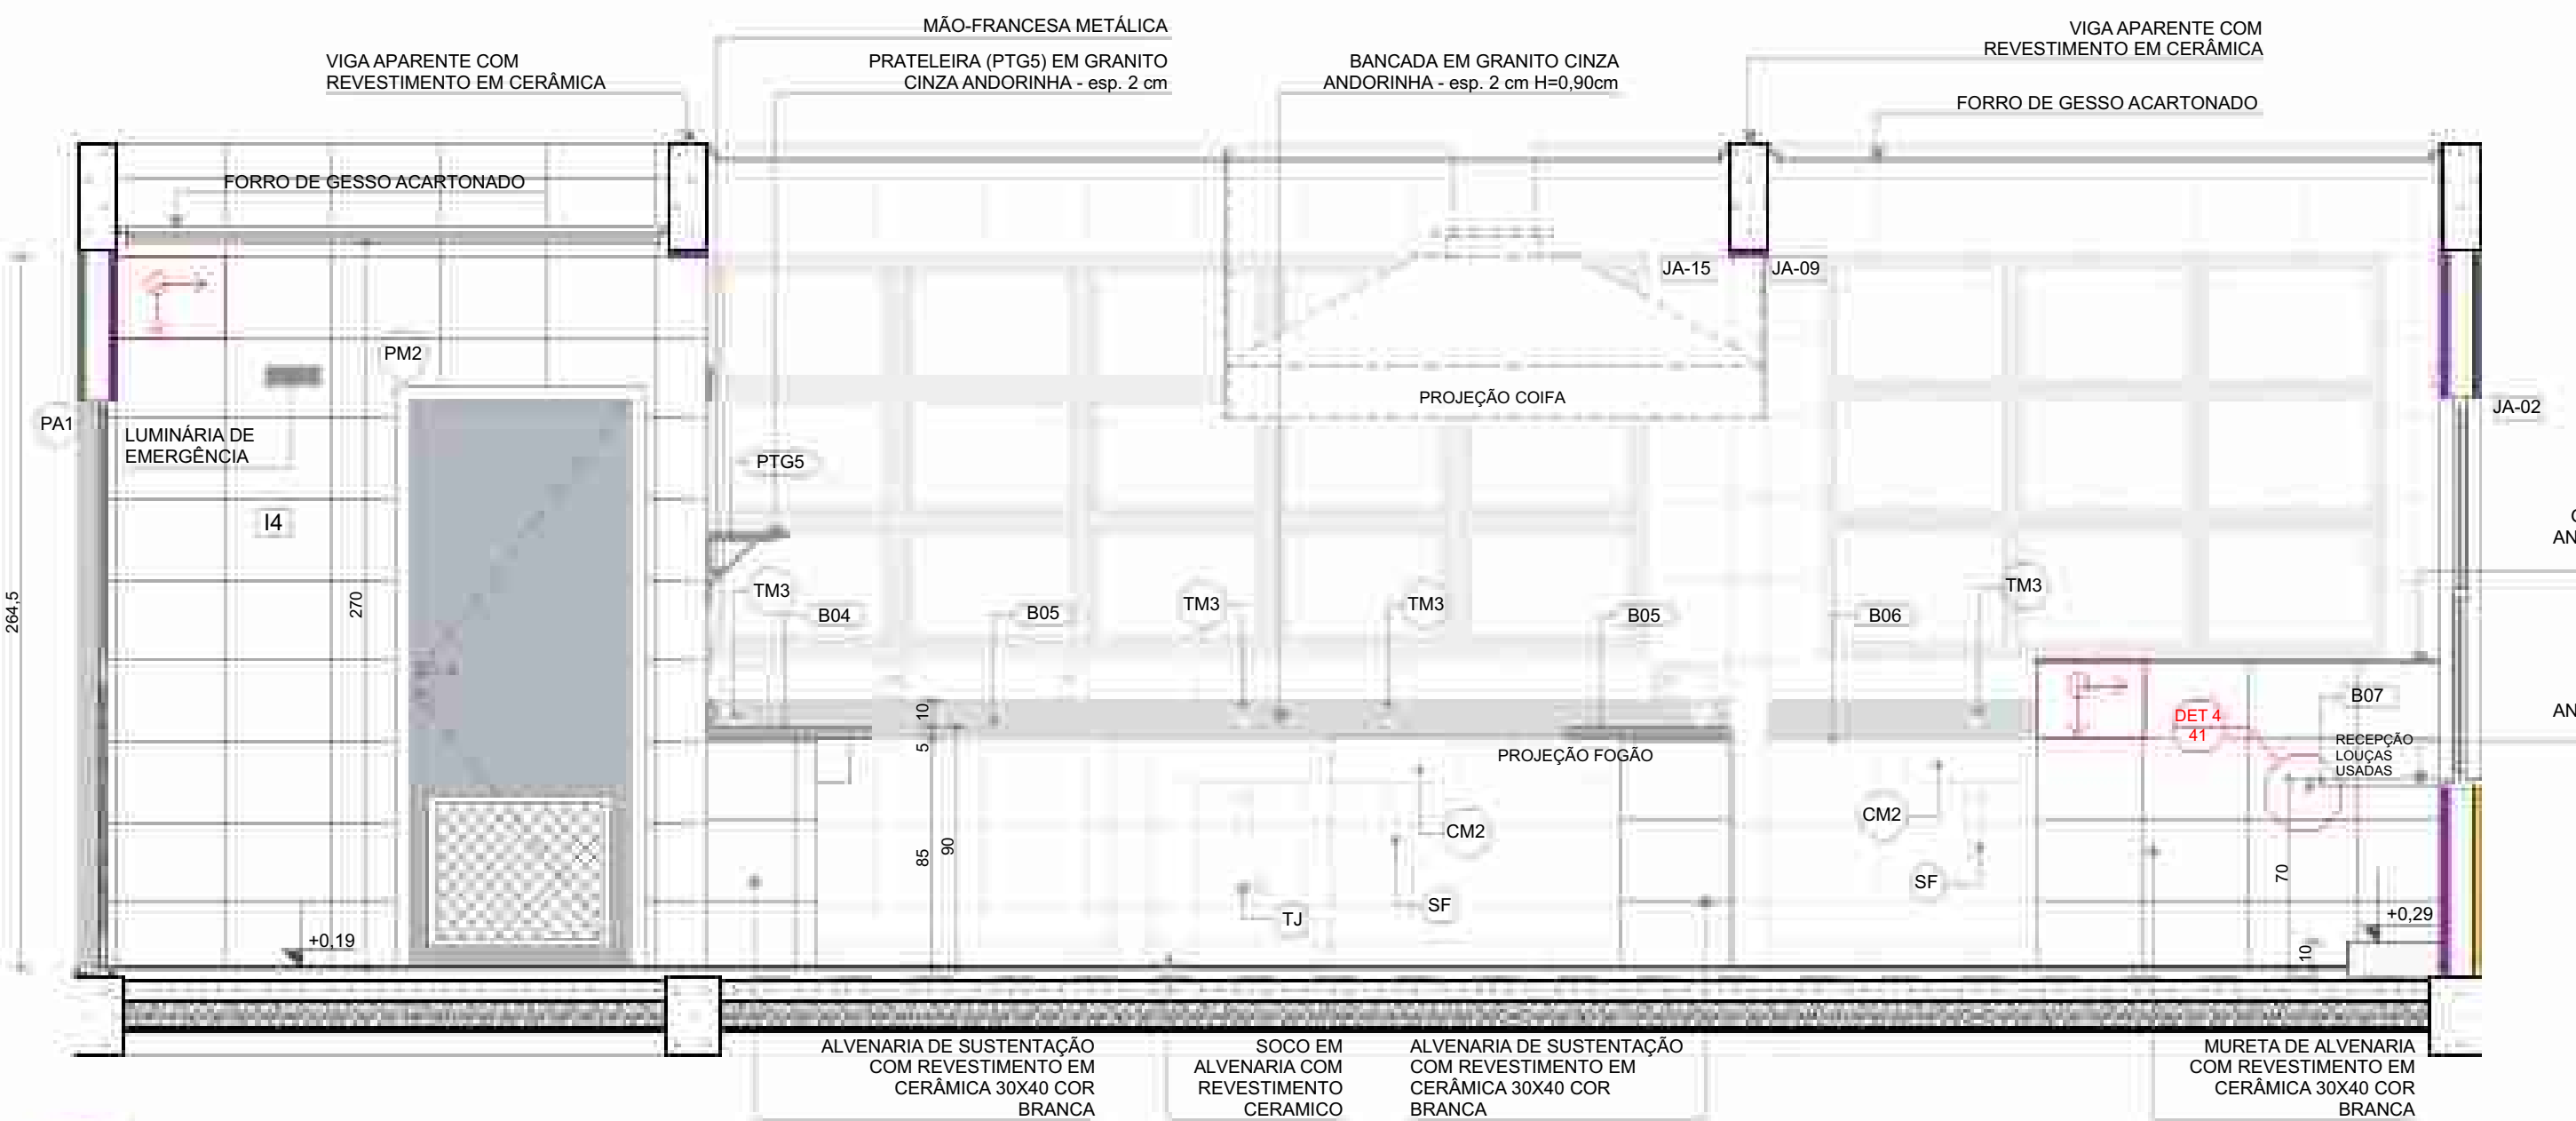 MÃO-FRANCESA METÁLICA
VIGA APARENTE COM
REVESTIMENTO EM CERÂMICA
PRATELEIRA (PTG5) EM GRANITO
CINZA ANDORINHA - esp. 2 cm
BANCADA EM GRANITO CINZA
ANDORINHA - esp. 2 cm H=0,90cm
VIGA APARENTE COM
REVESTIMENTO EM CERÂMICA
FORRO DE GESSO ACARTONADO
FORRO DE GESSO ACARTONADO
JA-15
JA-09
PM2
PROJEÇÃO COIFA
JA-02
PA1
LUMINÁRIA DE
EMERGÊNCIA
PTG5
I4
264,5
270
TM3
B04
B05
TM3
TM3
B05
B06
TM3
B07
10
5
DET 4
41
RECEPÇÃO
LOUÇAS
USADAS
PROJEÇÃO FOGÃO
85
90
CM2
CM2
SF
SF
TJ
70
+0,19
+0,29
10
AN
AN
ALVENARIA DE SUSTENTAÇÃO
COM REVESTIMENTO EM
CERÂMICA 30X40 COR
BRANCA
SOCO EM
ALVENARIA COM
REVESTIMENTO
CERAMICO
ALVENARIA DE SUSTENTAÇÃO
COM REVESTIMENTO EM
CERÂMICA 30X40 COR
BRANCA
MURETA DE ALVENARIA
COM REVESTIMENTO EM
CERÂMICA 30X40 COR
BRANCA